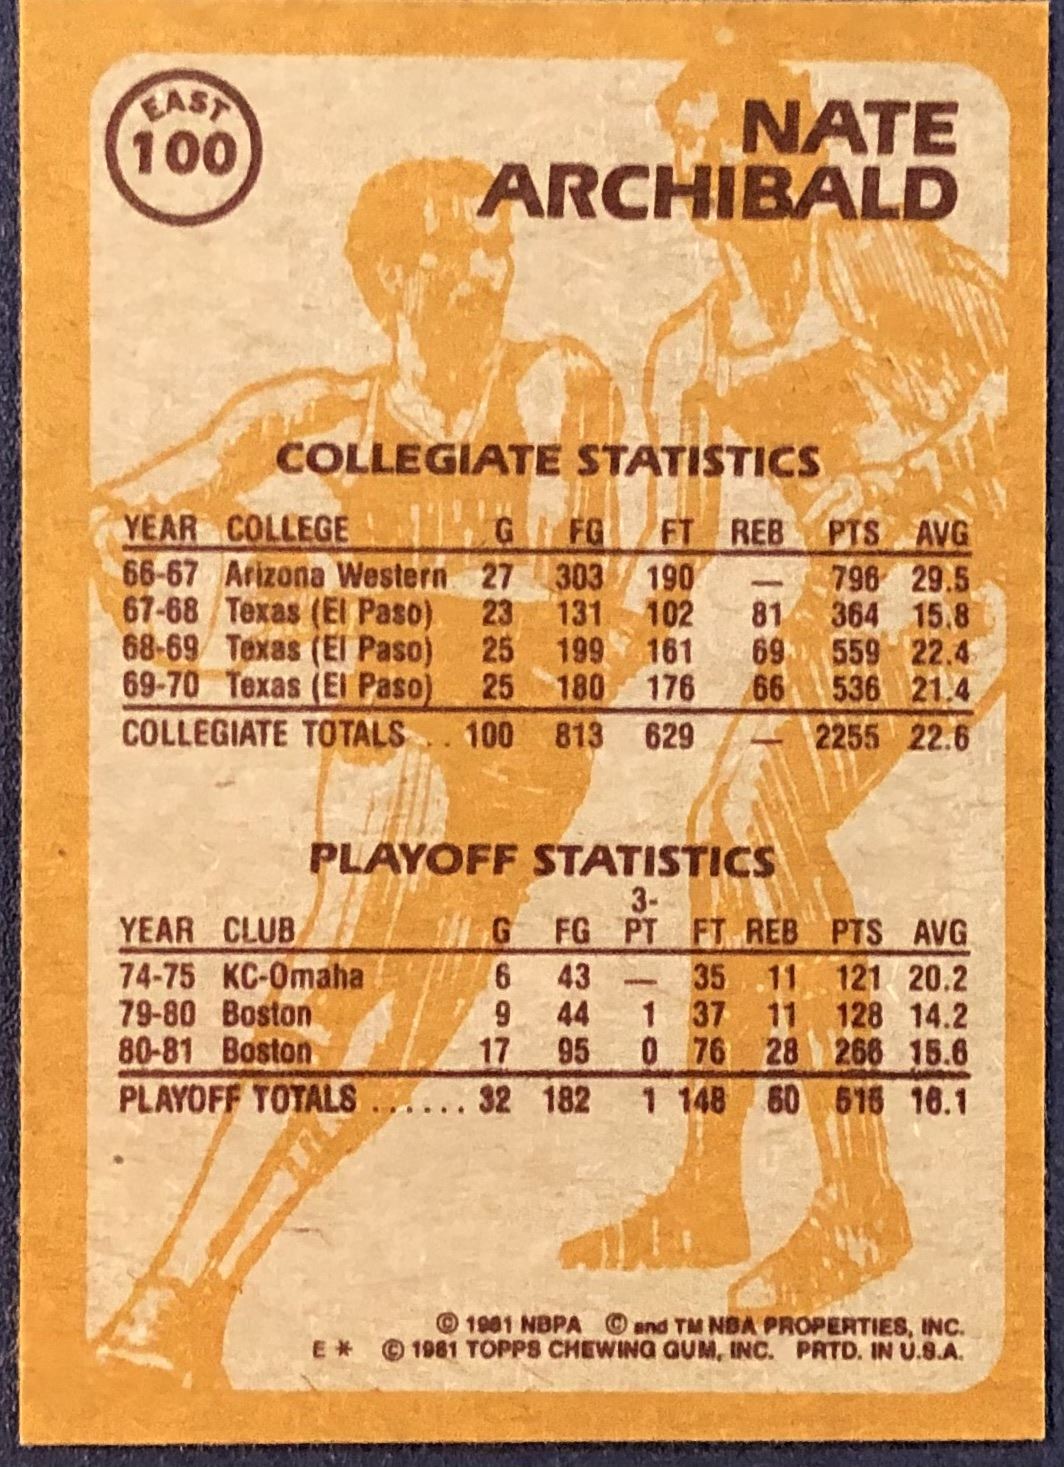 EAST
100
NATE
ARCHIBALD
COLLEGIATE STATISTICS
YEAR COLLEGE G FG FT REB PTS AVG
66-67 Arizona Western 27 303 190 — 796 29.5
67-68 Texas (El Paso) 23 131 102 81 364 15.8
68-69 Texas (El Paso) 25 199 161 69 559 22.4
69-70 Texas (El Paso) 25 180 176 66 536 21.4
COLLEGIATE TOTALS .. 100 813 629 — 2255 22.6
PLAYOFF STATISTICS
3-
YEAR CLUB G FG PT FT REB PTS AVG
74-75 KC-Omaha 6 43 — 35 11 121 20.2
79-80 Boston 9 44 1 37 11 128 14.2
80-81 Boston 17 95 0 76 28 266 15.6
PLAYOFF TOTALS ...... 32 182 1 148 50 515 16.1
© 1981 NBPA © and TM NBA PROPERTIES, INC.
E * © 1981 TOPPS CHEWING GUM, INC. PRTD. IN U.S.A.